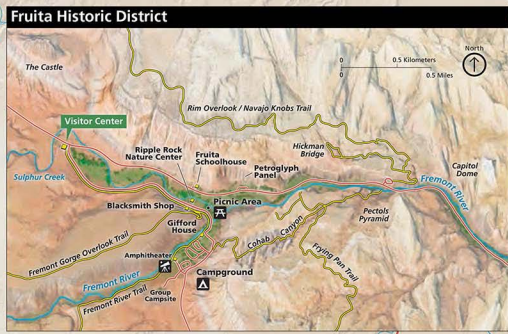 Fruita Historic District
North
The Castle
0 0.5 Kilometers
0 0.5 Miles
Rim Overlook / Navajo Knobs Trail
Visitor Center
Ripple Rock
Nature Center
Fruita
Schoolhouse
Hickman
Bridge
Petroglyph
Panel
Capitol
Dome
Sulphur Creek
Fremont River
Blacksmith Shop
Picnic Area
Gifford
House
Pectols
Pyramid
Cohab Canyon
Frying Pan Trail
Fremont Gorge Overlook Trail
Amphitheater
Fremont River
Campground
Fremont River Trail
Group
Campsite